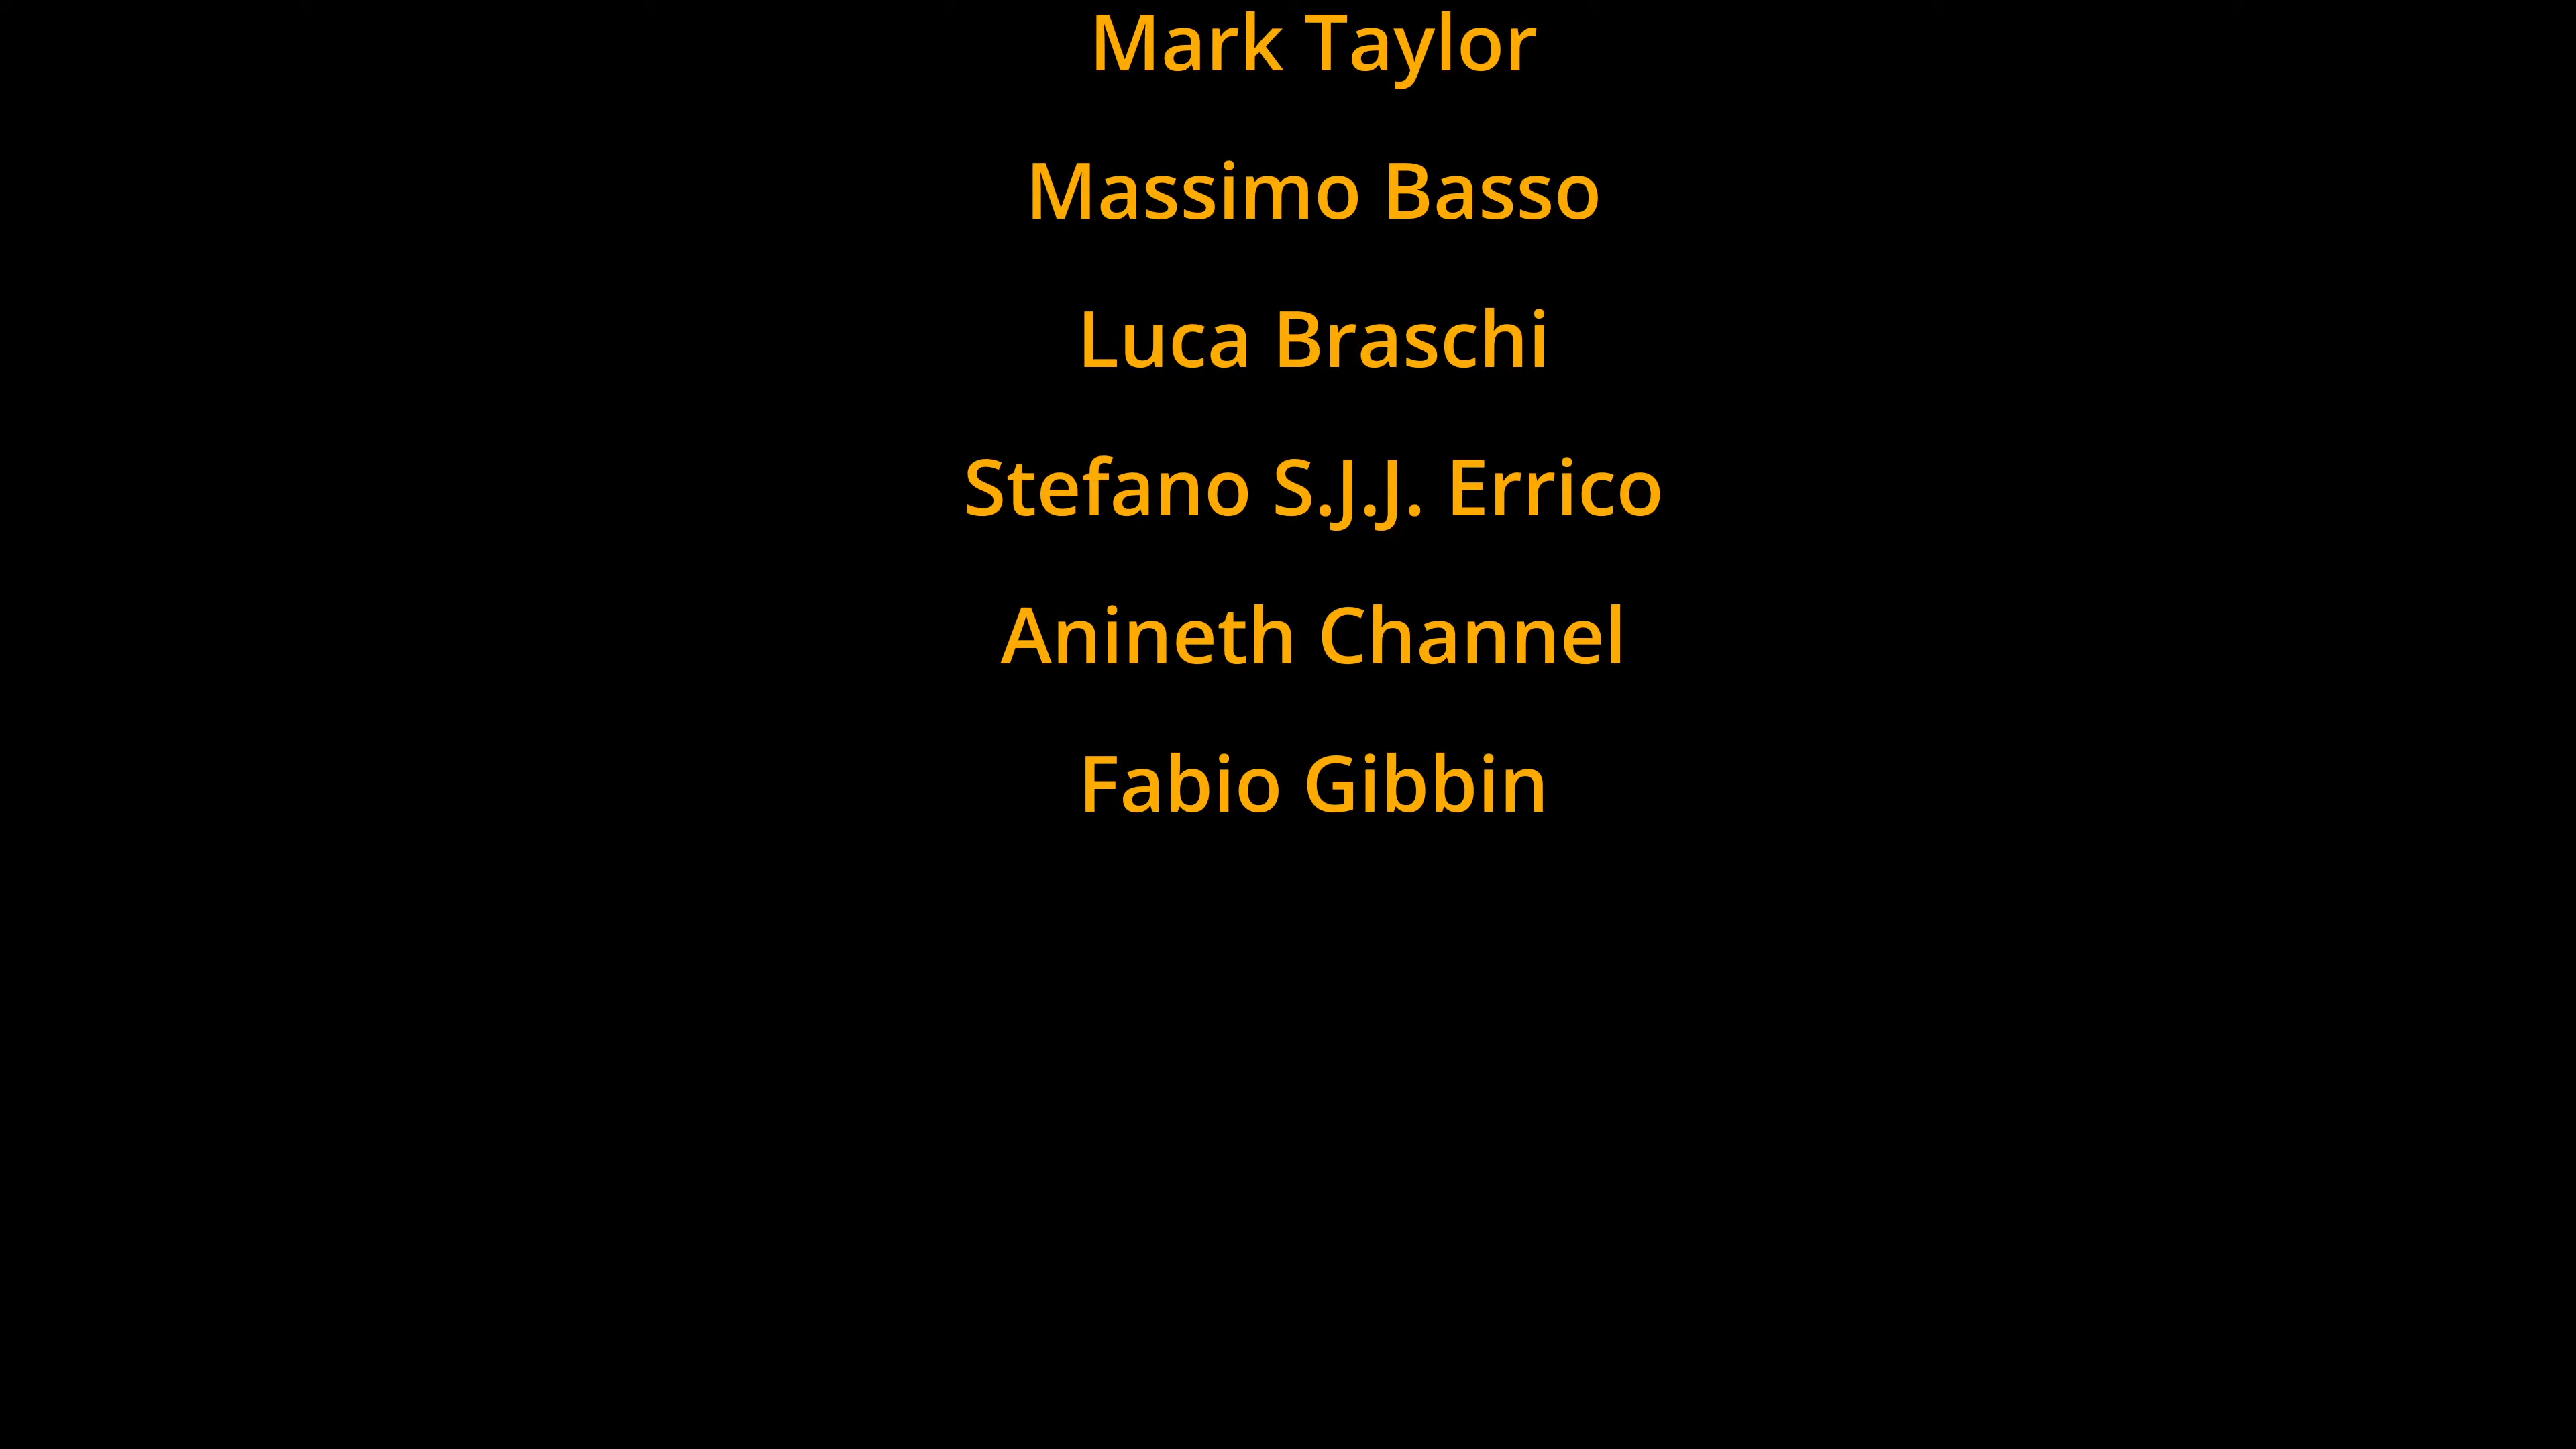 Mark Taylor
Massimo Basso
Luca Braschi
Stefano S.J.J. Errico
Anineth Channel
Fabio Gibbin